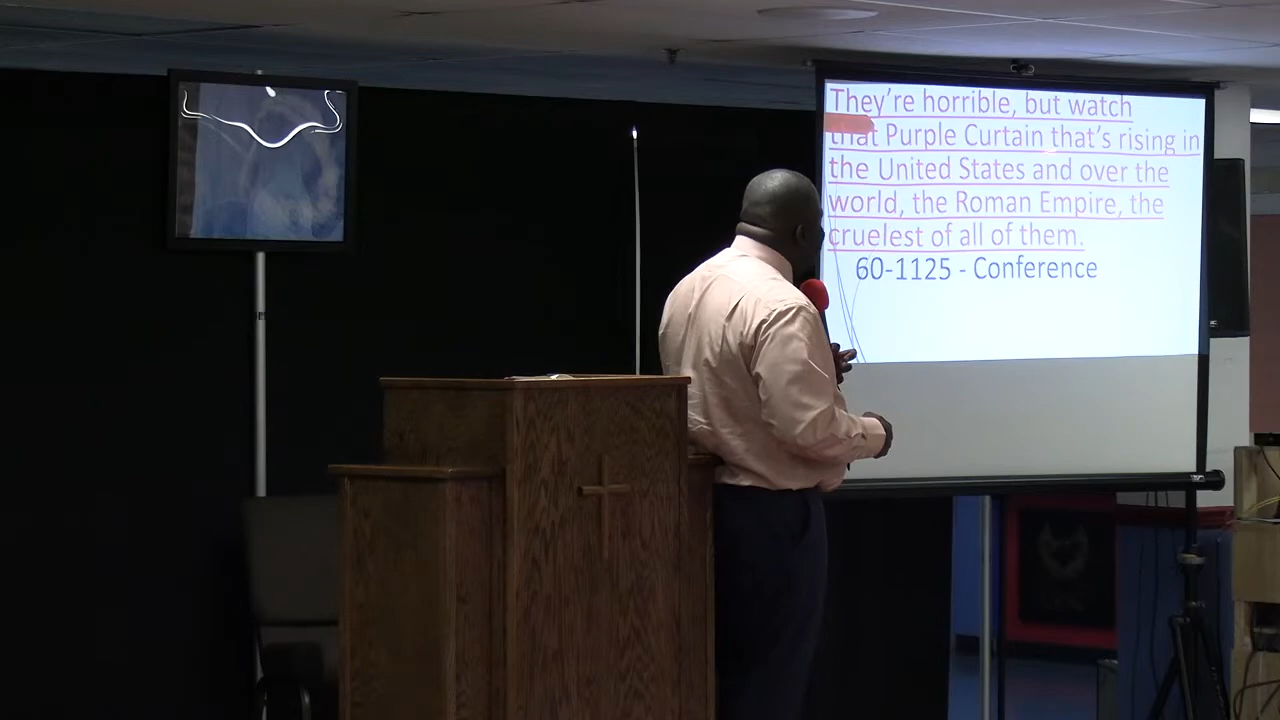 They're horrible, but watch
that Purple Curtain that's rising in
the United States and over the
world, the Roman Empire, the
cruelest of all of them.
60-1125 - Conference